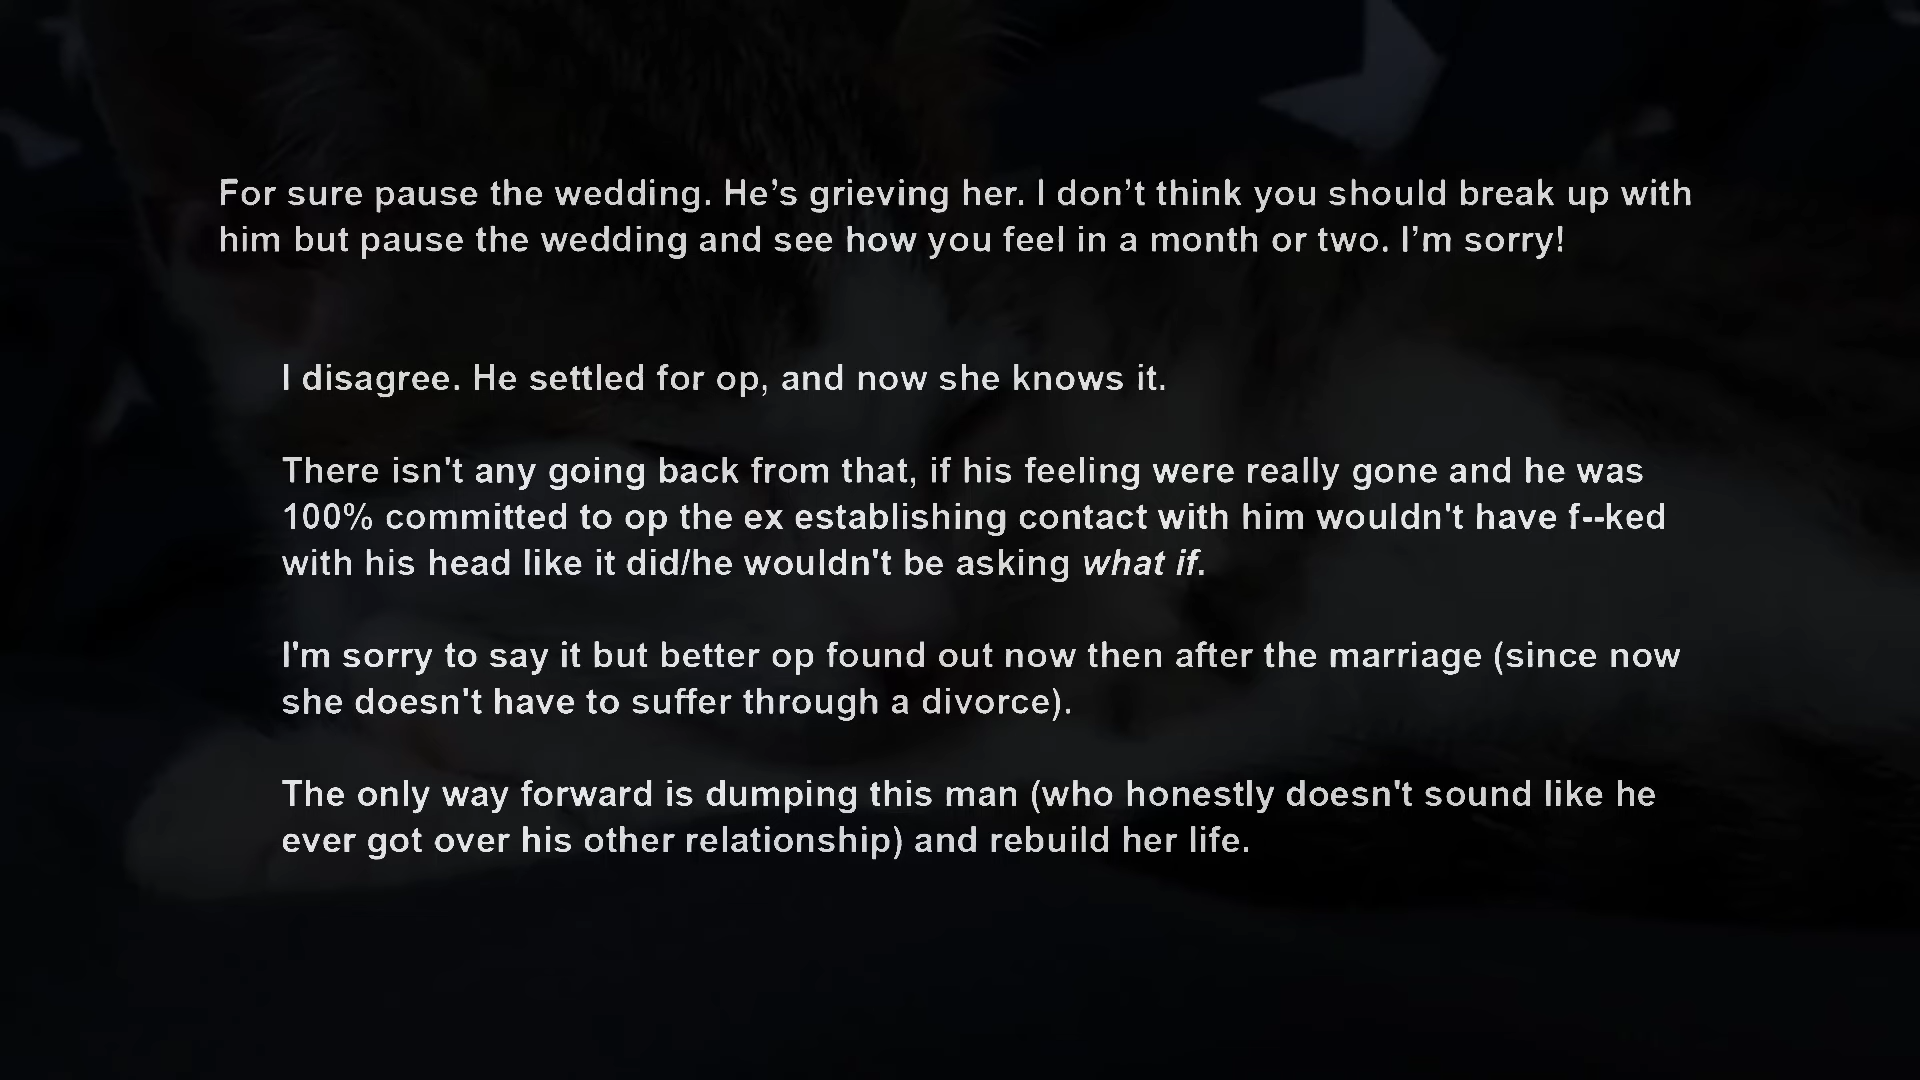 For sure pause the wedding. He’s grieving her. I don’t think you should break up with
him but pause the wedding and see how you feel in a month or two. I’m sorry!
I disagree. He settled for op, and now she knows it.
There isn't any going back from that, if his feeling were really gone and he was
100% committed to op the ex establishing contact with him wouldn't have f--ked
with his head like it did/he wouldn't be asking what if.
I'm sorry to say it but better op found out now then after the marriage (since now
she doesn't have to suffer through a divorce).
The only way forward is dumping this man (who honestly doesn't sound like he
ever got over his other relationship) and rebuild her life.